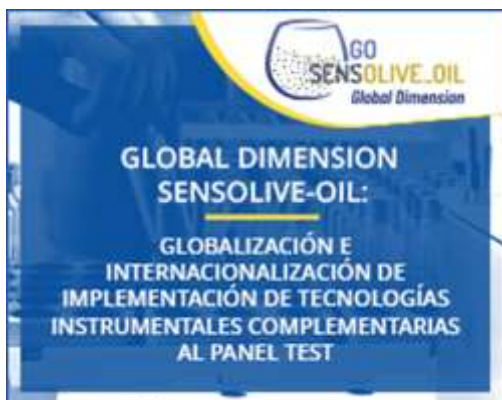 GO
SENSOLIVE_OIL
Global Dimension
GLOBAL DIMENSION
SENSOLIVE-OIL:
GLOBALIZACIÓN E
INTERNACIONALIZACIÓN DE
IMPLEMENTACIÓN DE TECNOLOGÍAS
INSTRUMENTALES COMPLEMENTARIAS
AL PANEL TEST